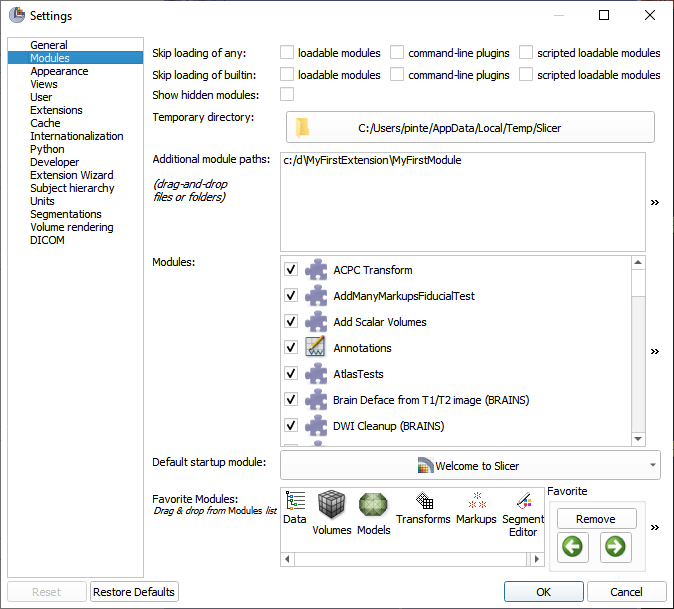 Settings
General
Modules
Appearance
Views
User
Extensions
Cache
Internationalization
Python
Developer
Extension Wizard
Subject hierarchy
Units
Segmentations
Volume rendering
DICOM
Skip loading of any: loadable modules command-line plugins scripted loadable modules
Skip loading of builtin: loadable modules command-line plugins scripted loadable modules
Show hidden modules:
Temporary directory: C:/Users/pinte/AppData/Local/Temp/Slicer
Additional module paths: c:/d\MyFirstExtension\MyFirstModule
(drag-and-drop
files or folders)
»
Modules:
ACPC Transform
AddManyMarkupsFiducialTest
Add Scalar Volumes
Annotations
AtlasTests
Brain Deface from T1/T2 image (BRAINS)
DWI Cleanup (BRAINS)
»
Default startup module: Welcome to Slicer
Favorite Modules:
Drag & drop from Modules list
Data
Volumes
Models
Transforms
Markups
Segment
Editor
Favorite
Remove
»
Reset
Restore Defaults
OK
Cancel